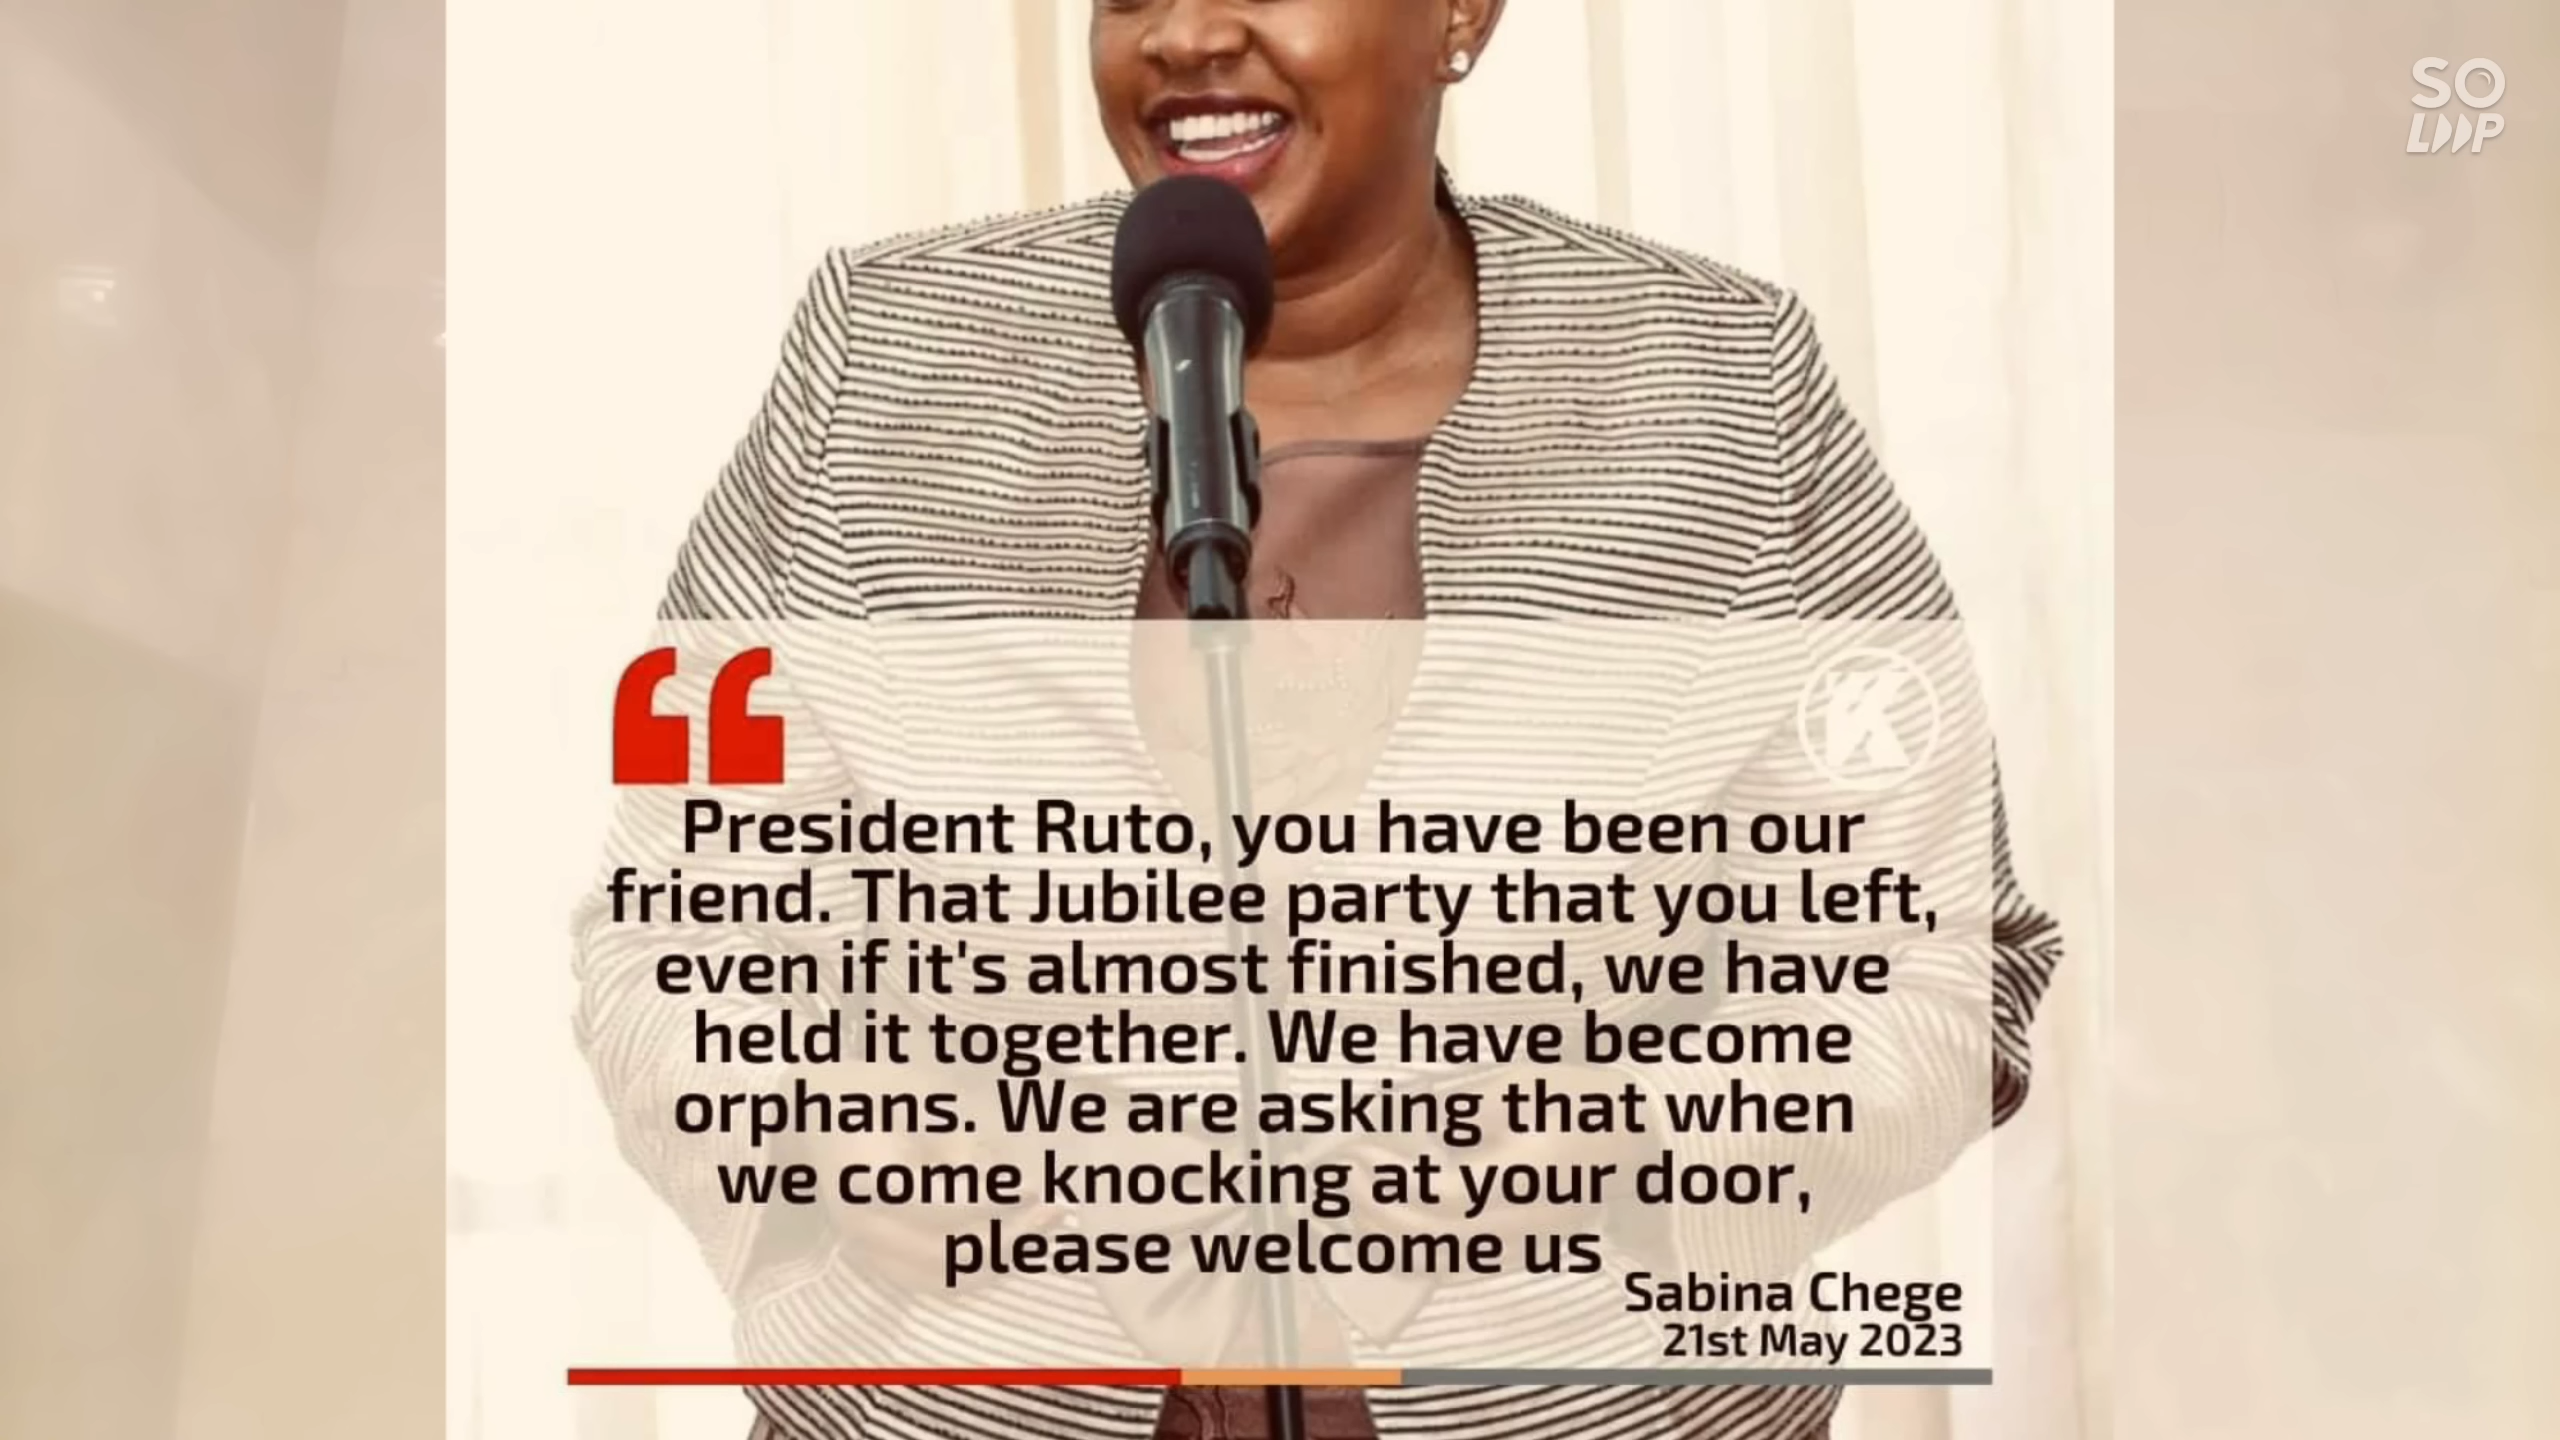 SO
LOOP
K
President Ruto, you have been our
friend. That Jubilee party that you left,
even if it's almost finished, we have
held it together. We have become
orphans. We are asking that when
we come knocking at your door,
please welcome us
Sabina Chege
21st May 2023